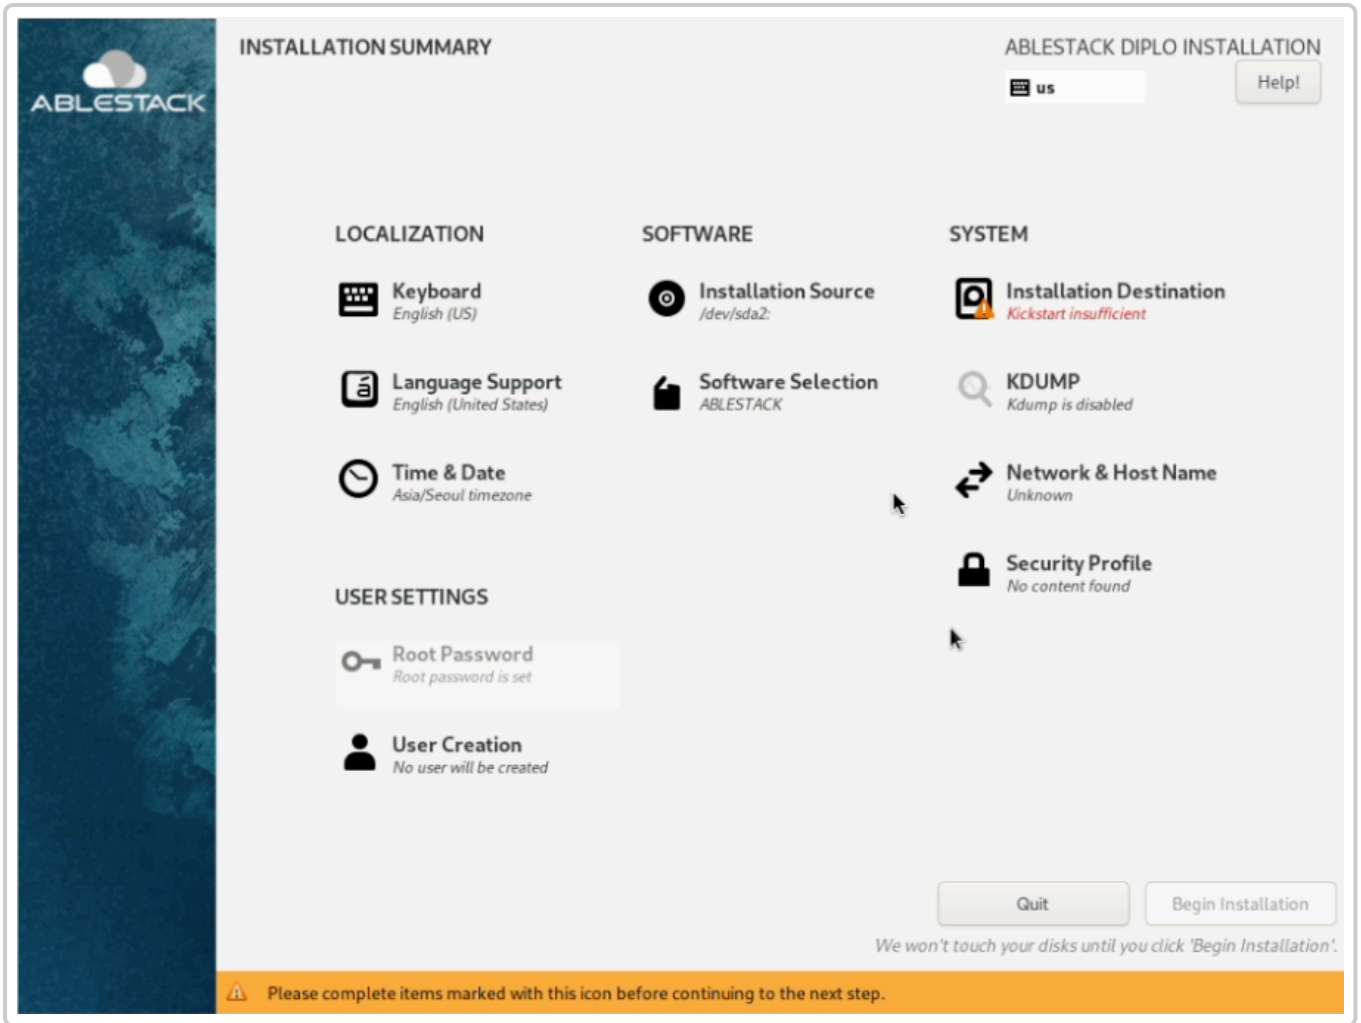 ABLESTACK
INSTALLATION SUMMARY
ABLESTACK DIPLO INSTALLATION
us
Help!
LOCALIZATION
Keyboard
English (US)
Language Support
English (United States)
Time & Date
Asia/Seoul timezone
SOFTWARE
Installation Source
/dev/sda2:
Software Selection
ABLESTACK
SYSTEM
Installation Destination
Kickstart insufficient
KDUMP
Kdump is disabled
Network & Host Name
Unknown
Security Profile
No content found
USER SETTINGS
Root Password
Root password is set
User Creation
No user will be created
Quit
Begin Installation
We won't touch your disks until you click 'Begin Installation'.
Please complete items marked with this icon before continuing to the next step.